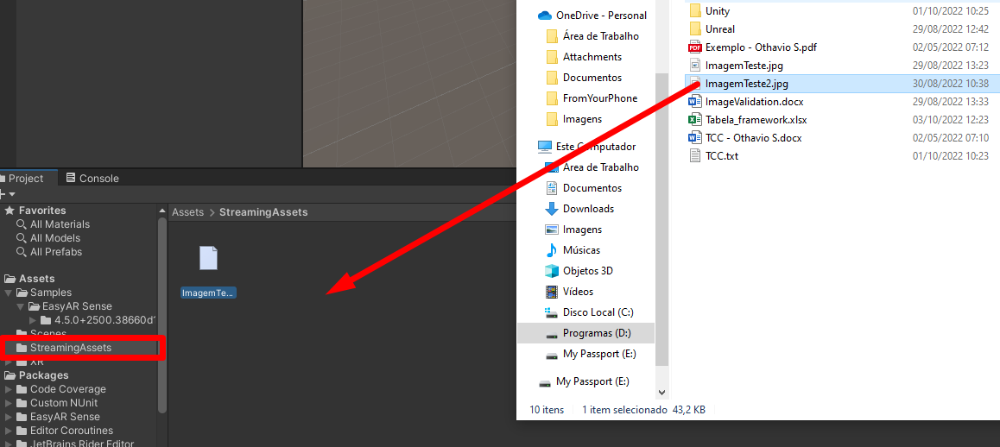 Project
Console
Favorites
All Materials
All Models
All Prefabs
Assets
Samples
EasyAR Sense
4.5.0+2500.38660d1
Scenes
StreamingAssets
XR
Packages
Code Coverage
Custom NUnit
EasyAR Sense
Editor Coroutines
JetBrains Rider Editor
Assets > StreamingAssets
ImagemTe...
OneDrive - Personal
Área de Trabalho
Attachments
Documentos
FromYourPhone
Imagens
Este Computador
Área de Trabalho
Documentos
Downloads
Imagens
Músicas
Objetos 3D
Vídeos
Disco Local (C:)
Programas (D:)
My Passport (E:)
My Passport (E:)
Unity 01/10/2022 10:25
Unreal 29/08/2022 12:42
Exemplo - Othavio S.pdf 02/05/2022 07:12
ImagemTeste.jpg 29/08/2022 13:23
ImagemTeste2.jpg 30/08/2022 10:38
ImageValidation.docx 29/08/2022 13:33
Tabela_framework.xlsx 03/10/2022 12:23
TCC - Othavio S.docx 02/05/2022 07:10
TCC.txt 01/10/2022 10:23
10 itens 1 item selecionado 43,2 KB